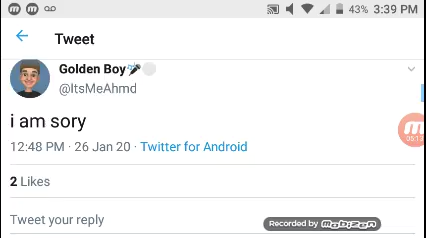 43% 3:39 PM
Tweet
Golden Boy
@ItsMeAhmd
i am sory
12:48 PM · 26 Jan 20 · Twitter for Android
2 Likes
Tweet your reply
Recorded by mobizen